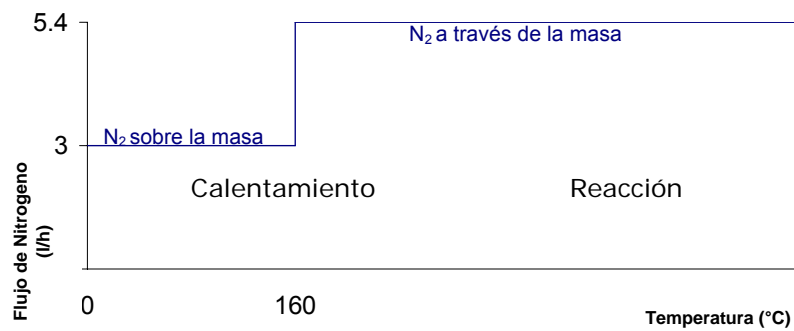 5.4
N₂ a través de la masa
3
N₂ sobre la masa
Calentamiento
Reacción
Flujo de Nitrogeno
(l/h)
0
160
Temperatura (°C)